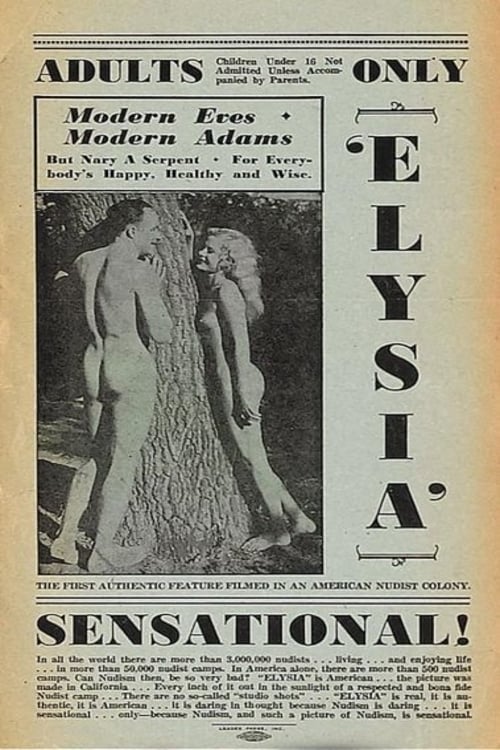 ADULTS
Children Under 16 Not
Admitted Unless Accom-
panied by Parents.
ONLY
Modern Eves ✦
Modern Adams
But Nary A Serpent • For Every-
body's Happy, Healthy and Wise.
'ELYSIA'
THE FIRST AUTHENTIC FEATURE FILMED IN AN AMERICAN NUDIST COLONY.
SENSATIONAL!
In all the world there are more than 3,000,000 nudists . . . living . . . and enjoying life
. . . in more than 50,000 nudist camps. In America alone, there are more than 500 nudist
camps. Can Nudism then, be so very bad? "ELYSIA" is American . . . the picture was
made in California . . . Every inch of it out in the sunlight of a respected and bona fide
Nudist camp . . . There are no so-called "studio shots" . . . "ELYSIA" is real, it is au-
thentic, it is American . . . it is daring in thought because Nudism is daring . . . it is
sensational . . . only—because Nudism, and such a picture of Nudism, is sensational.
LEADER PRESS, INC.